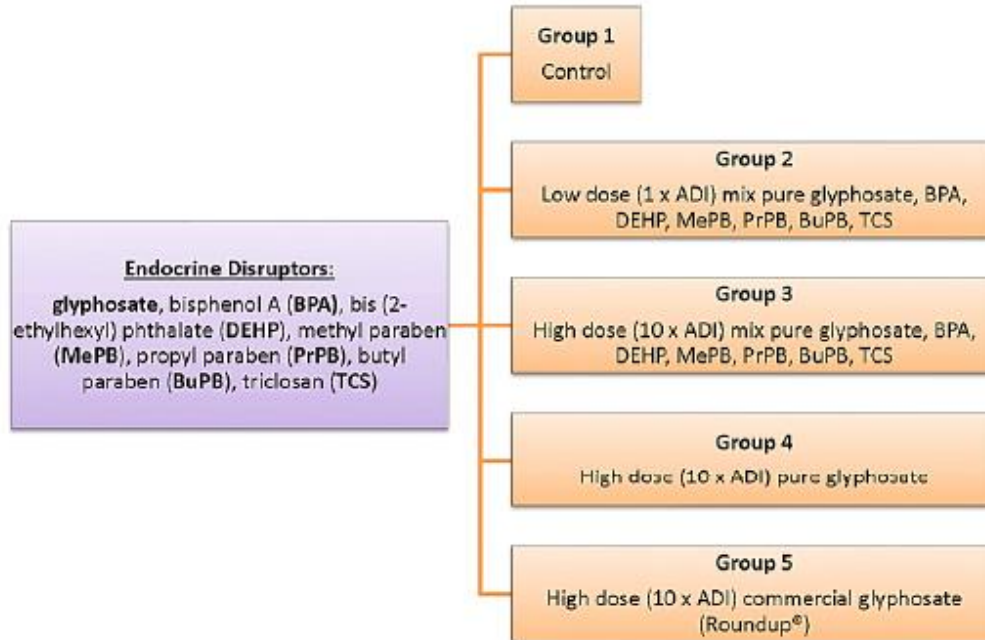 Group 1
Control
Group 2
Low dose (1 x ADI) mix pure glyphosate, BPA,
DEHP, MePB, PrPB, BuPB, TCS
Endocrine Disruptors:
glyphosate, bisphenol A (BPA), bis (2-
ethylhexyl) phthalate (DEHP), methyl paraben
(MePB), propyl paraben (PrPB), butyl
paraben (BuPB), triclosan (TCS)
Group 3
High dose (10 x ADI) mix pure glyphosate, BPA,
DEHP, MePB, PrPB, BuPB, TCS
Group 4
High dose (10 x ADI) pure glyphosate
Group 5
High dose (10 x ADI) commercial glyphosate
(Roundup®)